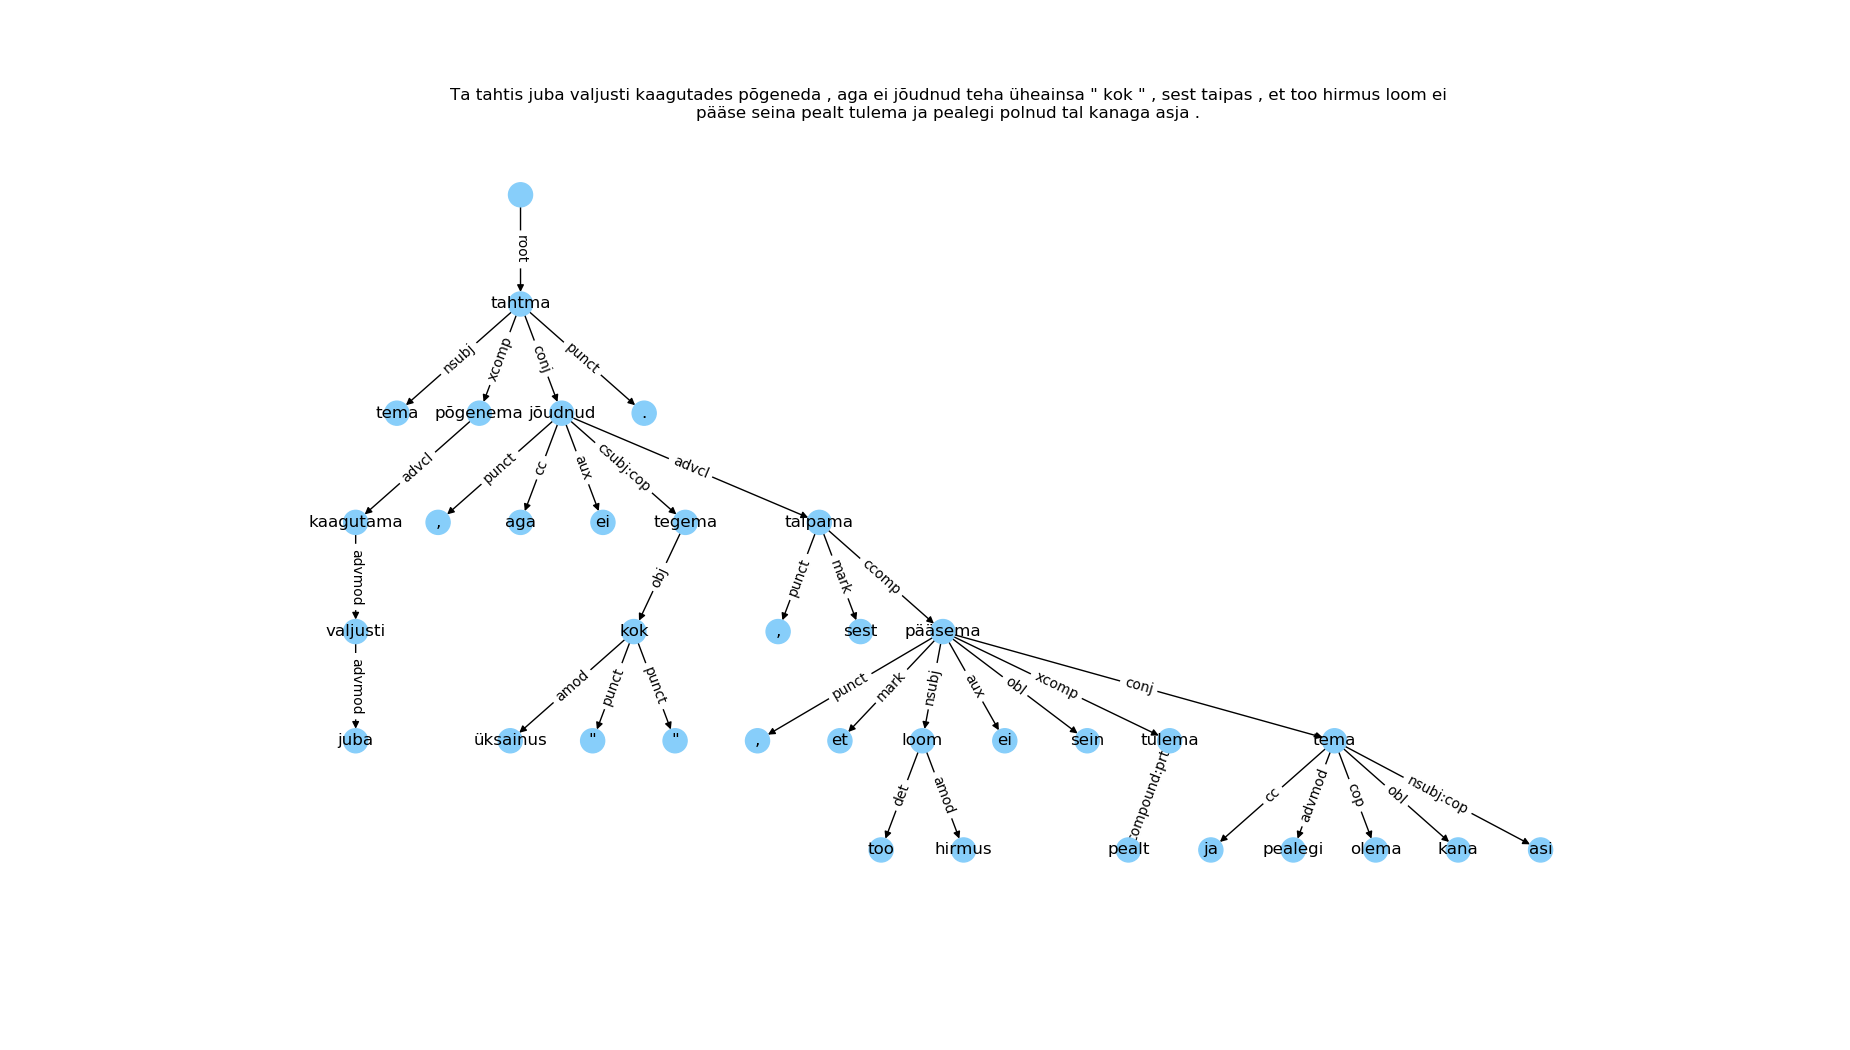 Ta tahtis juba valjusti kaagutades põgeneda , aga ei jõudnud teha üheainsa " kok " , sest taipas , et too hirmus loom ei
pääse seina pealt tulema ja pealegi polnud tal kanaga asja .
root
tahtma
nsubj xcomp conj punct
tema põgenema jõudnud .
advcl punct cc aux csubj:cop advcl
kaagutama , aga ei tegema taipama
advmod obj punct mark ccomp
valjusti kok , sest pääsema
advmod amod punct punct punct mark nsubj aux obl xcomp conj
juba üksainus " " , et loom ei sein tulema tema
det amod compound:prt cc advmod cop obl nsubj:cop
too hirmus pealt ja pealegi olema kana asi